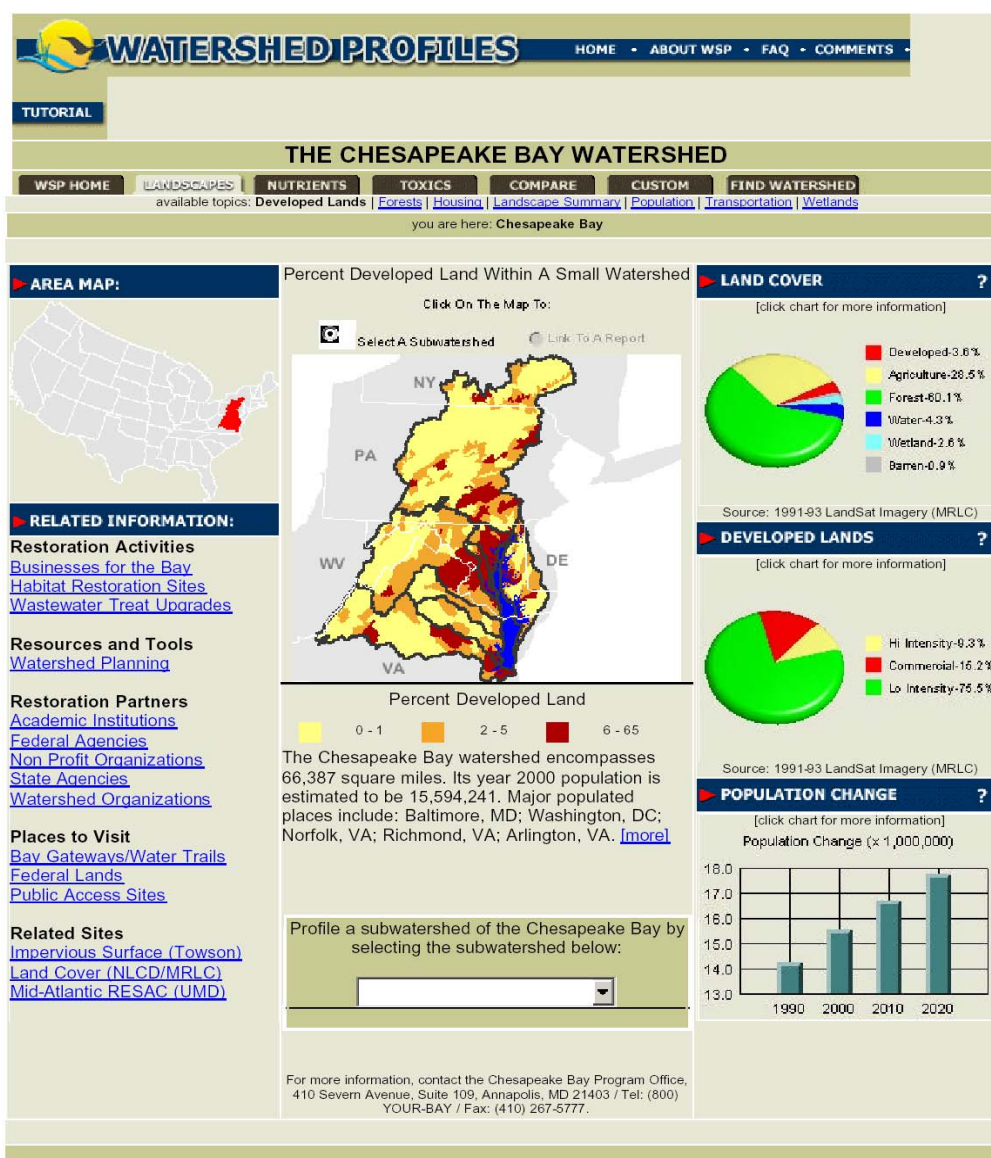 WATERSHED PROFILES
HOME • ABOUT WSP • FAQ • COMMENTS •
TUTORIAL
THE CHESAPEAKE BAY WATERSHED
WSP HOME LANDSCAPES NUTRIENTS TOXICS COMPARE CUSTOM FIND WATERSHED
available topics: Developed Lands | Forests | Housing | Landscape Summary | Population | Transportation | Wetlands
you are here: Chesapeake Bay
AREA MAP:
RELATED INFORMATION:
Restoration Activities
Businesses for the Bay
Habitat Restoration Sites
Wastewater Treat Upgrades
Resources and Tools
Watershed Planning
Restoration Partners
Academic Institutions
Federal Agencies
Non Profit Organizations
State Agencies
Watershed Organizations
Places to Visit
Bay Gateways/Water Trails
Federal Lands
Public Access Sites
Related Sites
Impervious Surface (Towson)
Land Cover (NLCD/MRLC)
Mid-Atlantic RESAC (UMD)
Percent Developed Land Within A Small Watershed
Click On The Map To:
Select A Subwatershed Link To A Report
NY
PA
WV
DE
VA
Percent Developed Land
0 - 1 2 - 5 6 - 65
The Chesapeake Bay watershed encompasses
66,387 square miles. Its year 2000 population is
estimated to be 15,594,241. Major populated
places include: Baltimore, MD; Washington, DC;
Norfolk, VA; Richmond, VA; Arlington, VA. [more]
Profile a subwatershed of the Chesapeake Bay by
selecting the subwatershed below:
For more information, contact the Chesapeake Bay Program Office,
410 Severn Avenue, Suite 109, Annapolis, MD 21403 / Tel: (800)
YOUR-BAY / Fax: (410) 267-5777.
LAND COVER ?
[click chart for more information]
Developed-3.6%
Agriculture-28.5%
Forest-60.1%
Water-4.3%
Wetland-2.6%
Barren-0.9%
Source: 1991-93 LandSat Imagery (MRLC)
DEVELOPED LANDS ?
[click chart for more information]
Hi Intensity-9.3%
Commercial-15.2%
Lo Intensity-75.5%
Source: 1991-93 LandSat Imagery (MRLC)
POPULATION CHANGE ?
[click chart for more information]
Population Change (x 1,000,000)
18.0
17.0
16.0
15.0
14.0
13.0
1990 2000 2010 2020